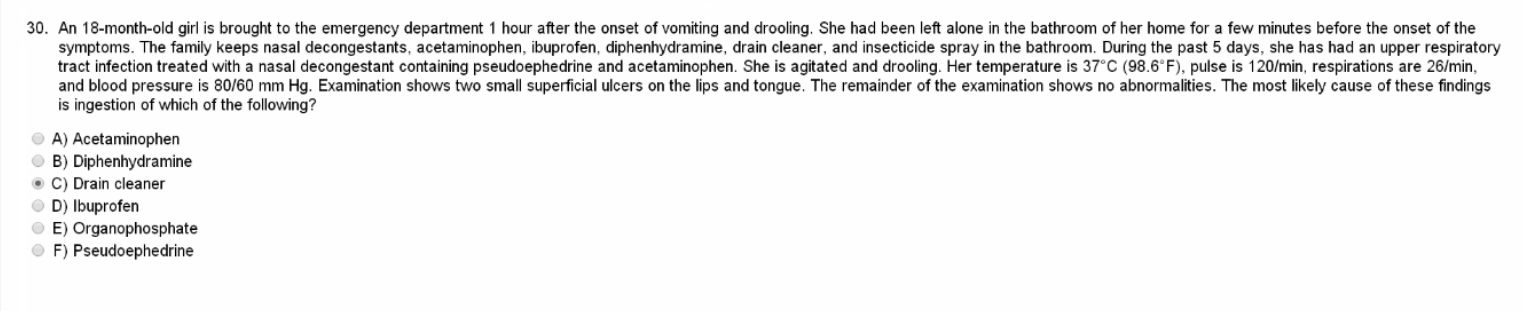 30. An 18-month-old girl is brought to the emergency department 1 hour after the onset of vomiting and drooling. She had been left alone in the bathroom of her home for a few minutes before the onset of the
symptoms. The family keeps nasal decongestants, acetaminophen, ibuprofen, diphenhydramine, drain cleaner, and insecticide spray in the bathroom. During the past 5 days, she has had an upper respiratory
tract infection treated with a nasal decongestant containing pseudoephedrine and acetaminophen. She is agitated and drooling. Her temperature is 37°C (98.6°F), pulse is 120/min, respirations are 26/min,
and blood pressure is 80/60 mm Hg. Examination shows two small superficial ulcers on the lips and tongue. The remainder of the examination shows no abnormalities. The most likely cause of these findings
is ingestion of which of the following?
A) Acetaminophen
B) Diphenhydramine
C) Drain cleaner
D) Ibuprofen
E) Organophosphate
F) Pseudoephedrine